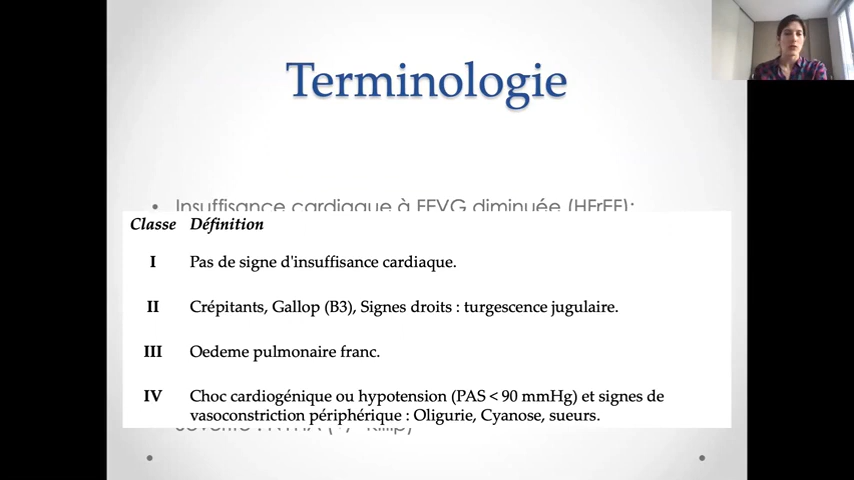 Terminologie
• Insuffisance cardiaque à FEVG diminuée (HFrEF):
Classe Définition
I Pas de signe d'insuffisance cardiaque.
II Crépitants, Gallop (B3), Signes droits : turgescence jugulaire.
III Oedeme pulmonaire franc.
IV Choc cardiogénique ou hypotension (PAS < 90 mmHg) et signes de
vasoconstriction périphérique : Oligurie, Cyanose, sueurs.